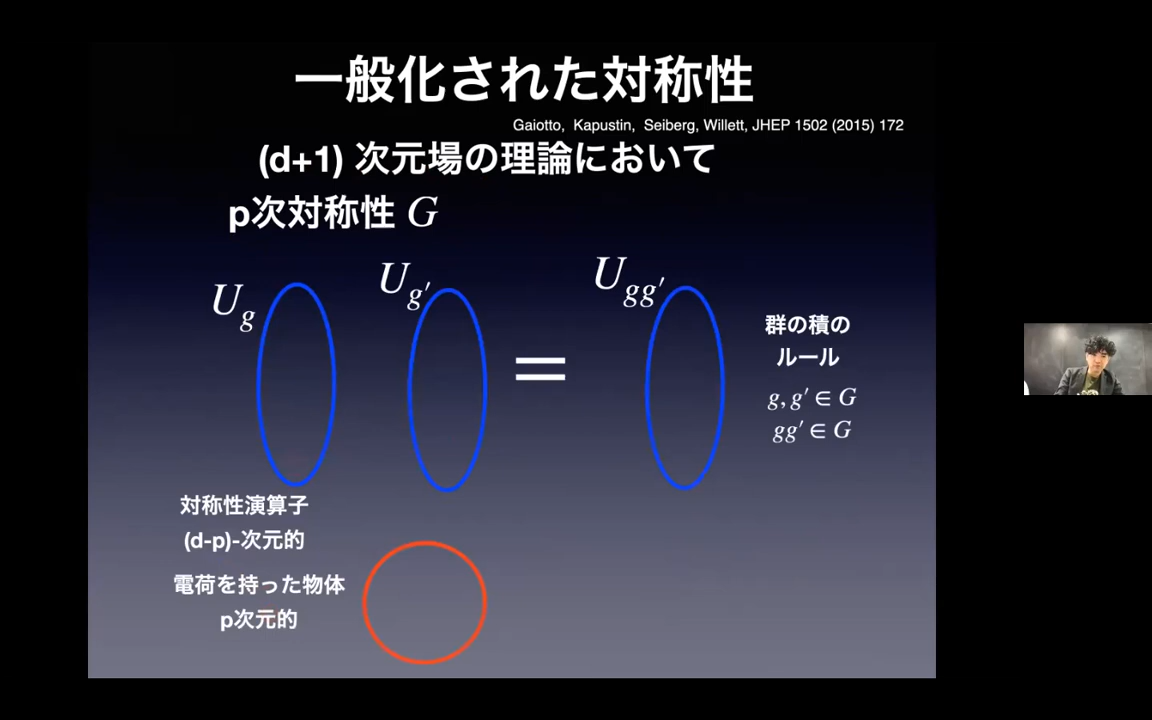 一般化された対称性
Gaiotto, Kapustin, Seiberg, Willett, JHEP 1502 (2015) 172
(d+1) 次元場の理論において
p次対称性 G
U_g
U_{g'}
=
U_{gg'}
群の積の
ルール
g, g' ∈ G
gg' ∈ G
対称性演算子
(d-p)-次元的
電荷を持った物体
p次元的